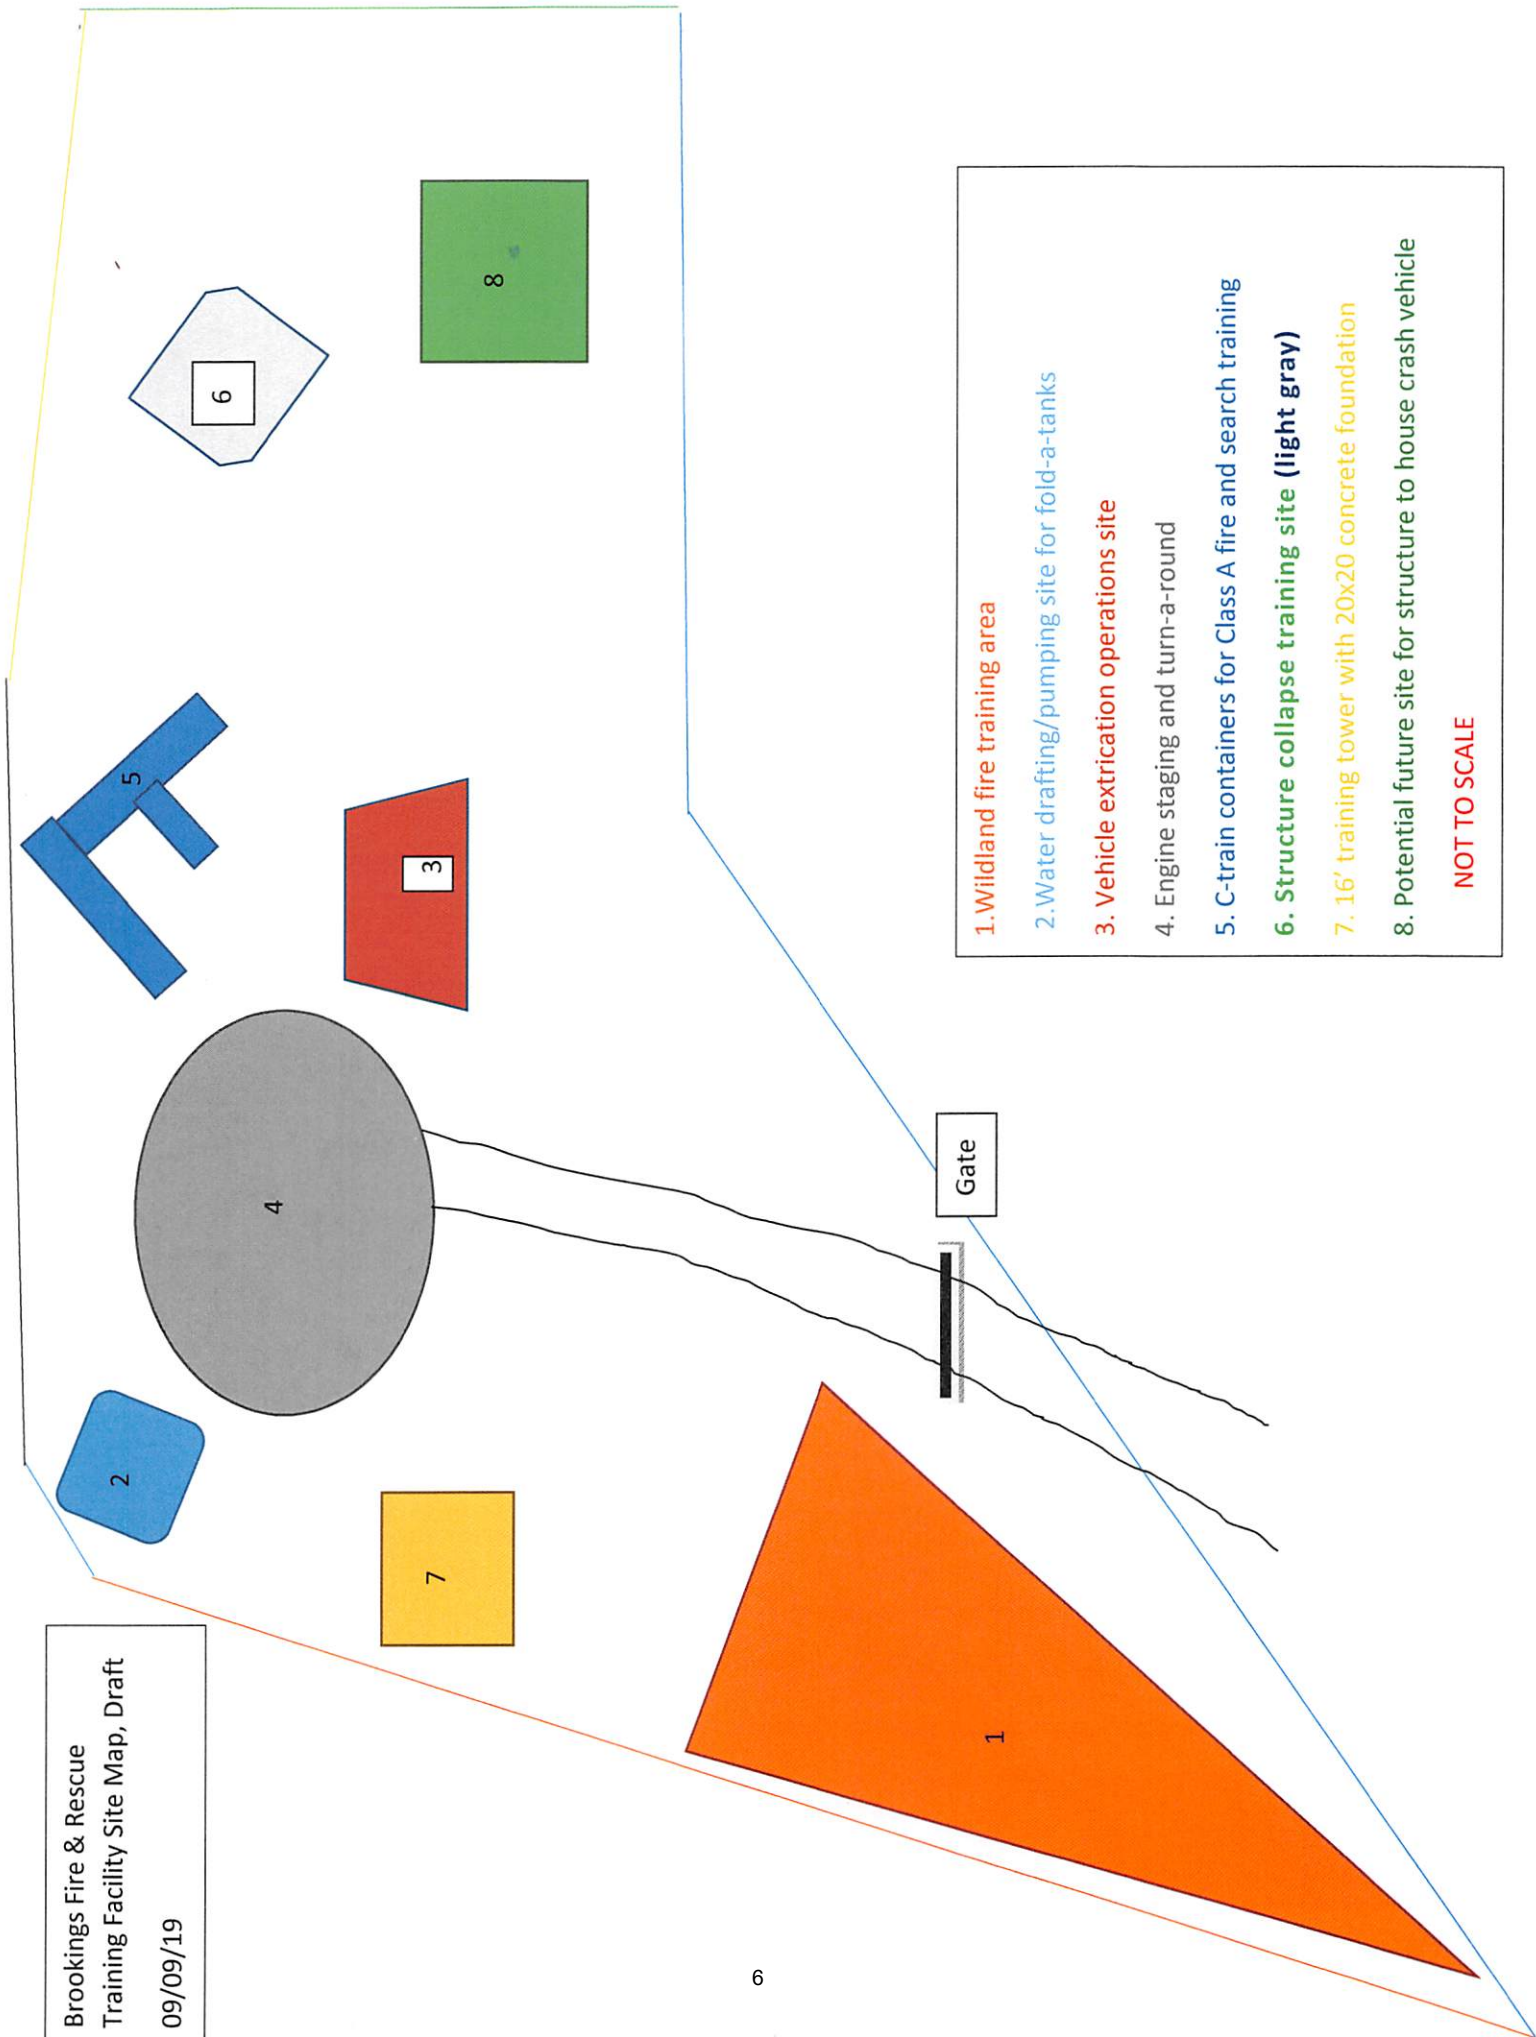 Brookings Fire & Rescue
Training Facility Site Map, Draft
09/09/19
2
7
4
5
3
6
8
1
Gate
1.Wildland fire training area
2.Water drafting/pumping site for fold-a-tanks
3. Vehicle extrication operations site
4. Engine staging and turn-a-round
5. C-train containers for Class A fire and search training
6. Structure collapse training site (light gray)
7. 16’ training tower with 20x20 concrete foundation
8. Potential future site for structure to house crash vehicle
NOT TO SCALE
6